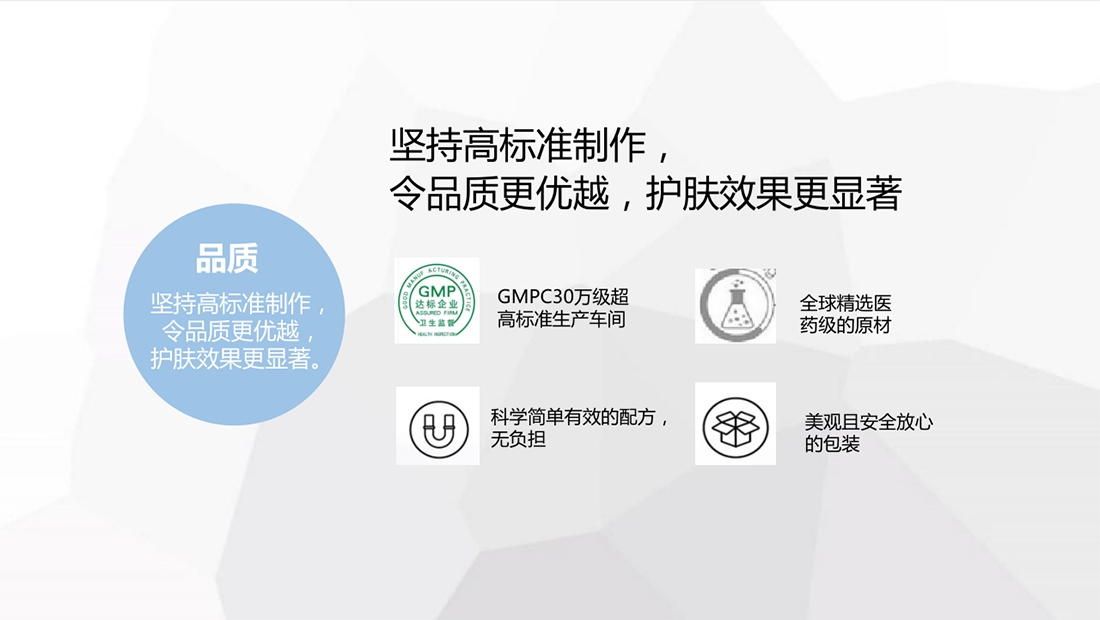 坚持高标准制作，
令品质更优越，护肤效果更显著
品质
坚持高标准制作，
令品质更优越，
护肤效果更显著。
GOOD MANUFACTURING PRACTICE
GMP
达标企业
ASSURED FIRM
卫生监督
HEALTH INSPECTION
GMPC30万级超
高标准生产车间
全球精选医
药级的原材
科学简单有效的配方，
无负担
美观且安全放心
的包装